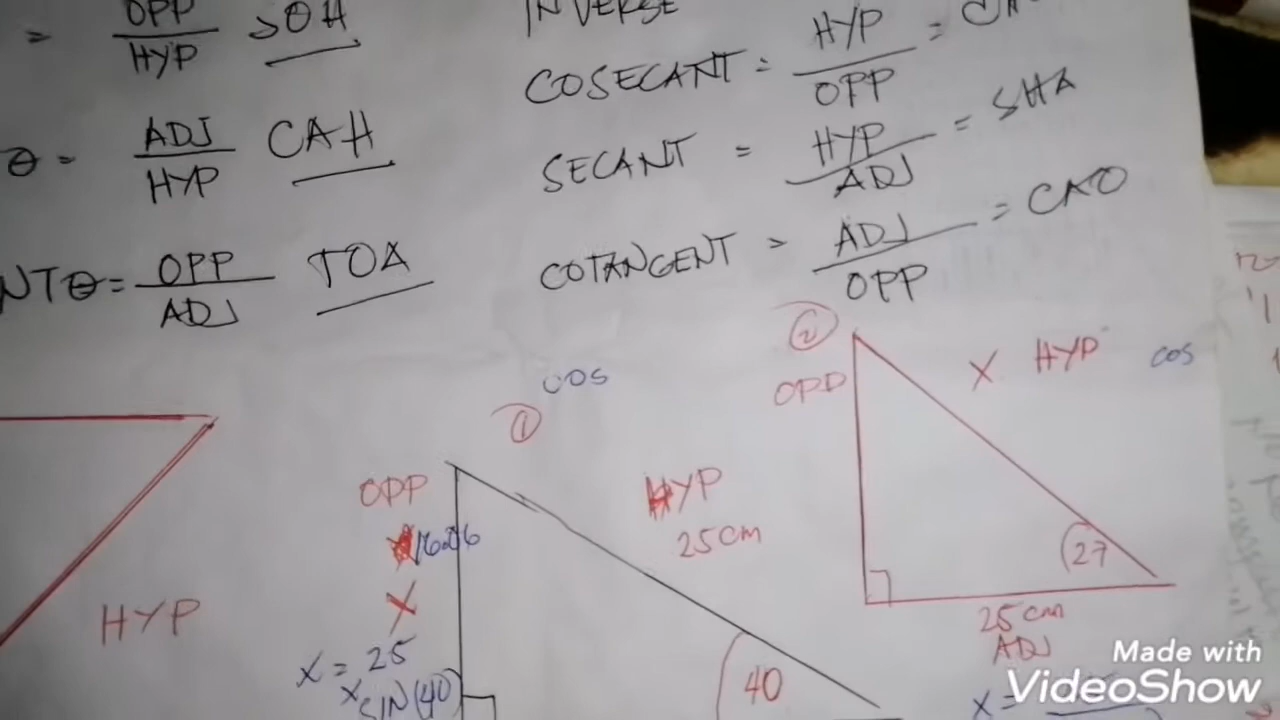 = OPP SOH
HYP
θ = ADJ CAH
HYP
NTθ = OPP TOA
ADJ
INVERSE
COSECANT = HYP =
OPP
SECANT = HYP = SHA
ADJ
COTANGENT = ADJ = CAO
OPP
HYP
cos
1
OPP
16.06
X
X = 25
x SIN(40)
HYP
25cm
40
2
OPP
X HYP cos
27
25cm
ADJ
X =
Made with
VideoShow